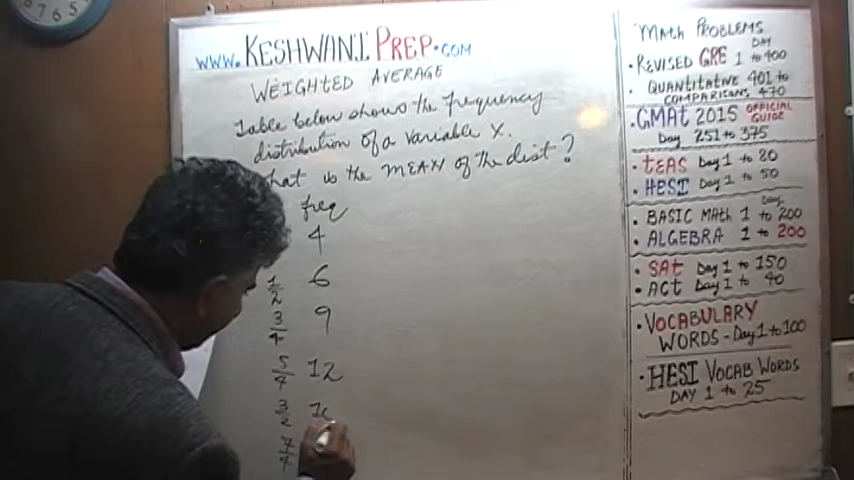 7 6 5
www.KESHWANIPREP.COM
WEIGHTED AVERAGE
Table below shows the frequency
distribution of a variable X.
hat is the MEAN of the dist?
freq
4
1/2 6
3/4 9
5/4 12
3/2
7/4
MATH PROBLEMS
DAY
• REVISED GRE 1 to 400
• QUANTITATIVE 401 to
COMPARISONS 470
• GMAt 2015 OFFICIAL GUIDE
Day 251 to 375
• tEAS Day 1 to 20
• HESI Day 1 to 50
Day
• BASIC MAth 1 to 200
• ALGEBRA 1 to 200
• SAt Day 1 to 150
• ACt Day 1 to 40
• VOCABULARY
WORDS - Day 1 to 100
• HESI VOCAB WORDS
DAY 1 to 25